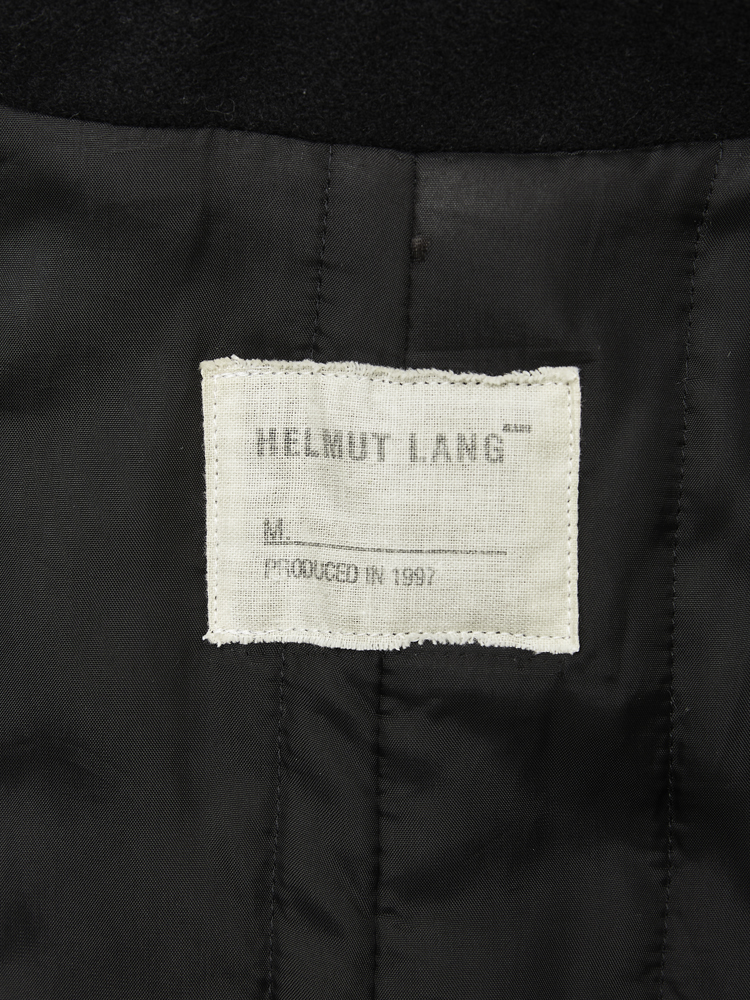 HELMUT LANG
M.
PRODUCED IN 1997